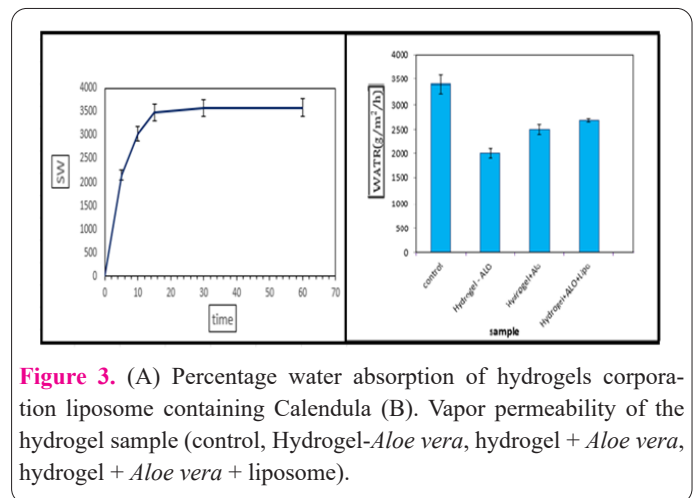 4000
3500
3000
2500
2000
1500
1000
500
0
SW
0 10 20 30 40 50 60 70
time
4000
3500
3000
2500
2000
1500
1000
500
0
WATR(g/m²/h)
control
Hydrogel - ALO
Hydrogel+Alo
Hydrogel+ALO+Lipo
sample
Figure 3. (A) Percentage water absorption of hydrogels corpora-
tion liposome containing Calendula (B). Vapor permeability of the
hydrogel sample (control, Hydrogel-Aloe vera, hydrogel + Aloe vera,
hydrogel + Aloe vera + liposome).